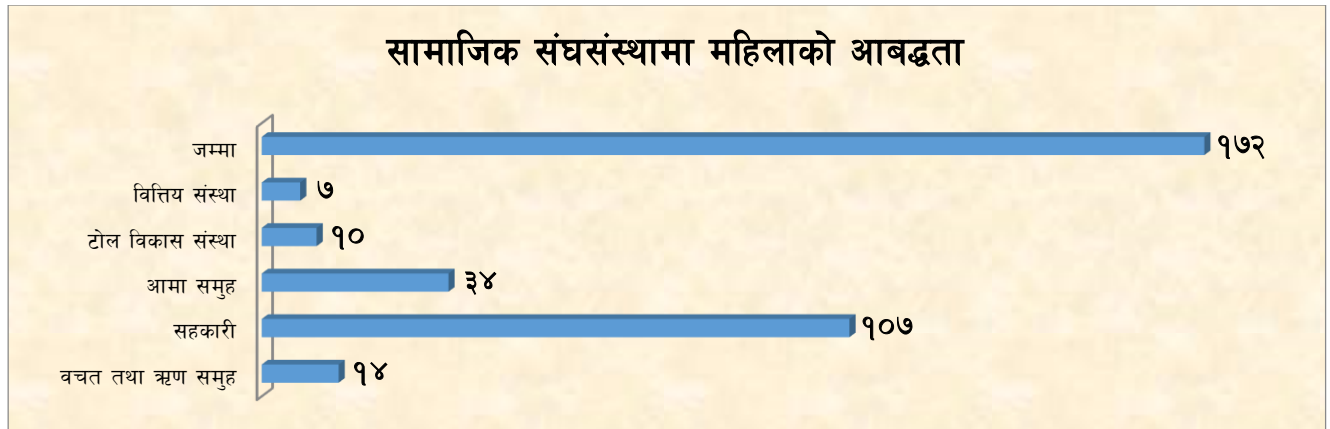 सामाजिक संघसंस्थामा महिलाको आबद्धता
जम्मा १७२
वित्तिय संस्था ७
टोल विकास संस्था १०
आमा समुह ३४
सहकारी १०७
वचत तथा ऋण समुह १४